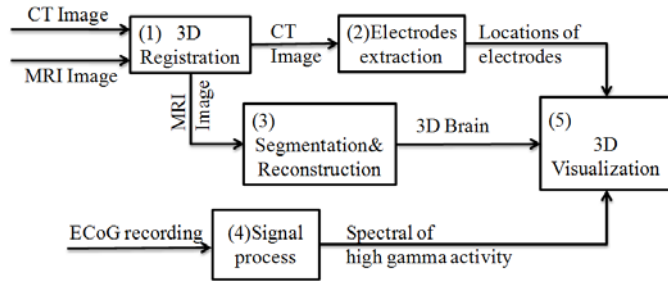 CT Image
MRI Image
(1) 3D
Registration
CT
Image
(2)Electrodes
extraction
Locations of
electrodes
MRI
Image
(3)
Segmentation&
Reconstruction
3D Brain
(5)
3D
Visualization
ECoG recording
(4)Signal
process
Spectral of
high gamma activity